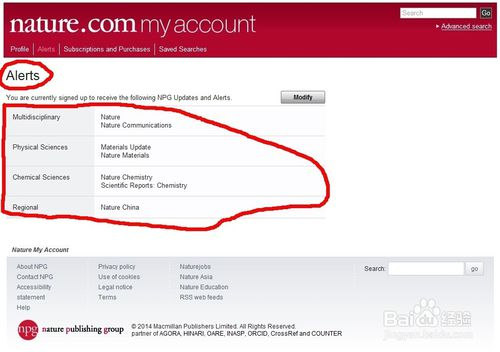 nature.com my account
Search
Go
Advanced search
Profile | Alerts | Subscriptions and Purchases | Saved Searches
Alerts
You are currently signed up to receive the following NPG Updates and Alerts.
Modify
Multidisciplinary
Nature
Nature Communications
Physical Sciences
Materials Update
Nature Materials
Chemical Sciences
Nature Chemistry
Scientific Reports: Chemistry
Regional
Nature China
Nature My Account
About NPG
Contact NPG
Accessibility
statement
Help
Privacy policy
Use of cookies
Legal notice
Terms
Naturejobs
Nature Asia
Nature Education
RSS web feeds
Search:
go
npg nature publishing group
© 2014 Macmillan Publishers Limited. All Rights Reserved.
partner of AGORA, HINARI, OARE, INASP, ORCID, CrossRef and COUNTER
Baidu 经验
jingyan.baidu.com